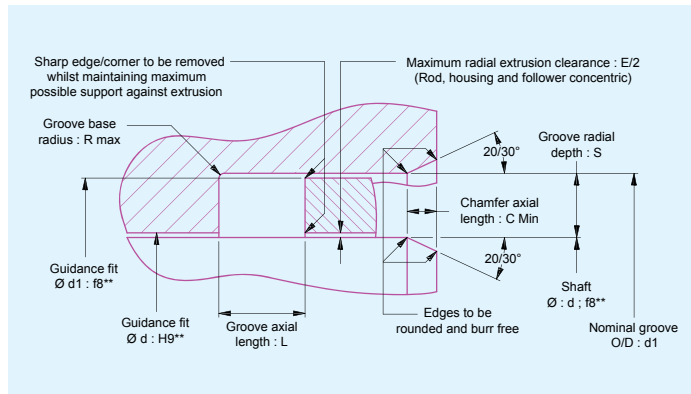 Sharp edge/corner to be removed
whilst maintaining maximum
possible support against extrusion
Maximum radial extrusion clearance : E/2
(Rod, housing and follower concentric)
Groove base
radius : R max
20/30°
Groove radial
depth : S
Chamfer axial
length : C Min
20/30°
Guidance fit
Ø d1 : f8**
Guidance fit
Ø d : H9**
Groove axial
length : L
Edges to be
rounded and burr free
Shaft
Ø : d ; f8**
Nominal groove
O/D : d1